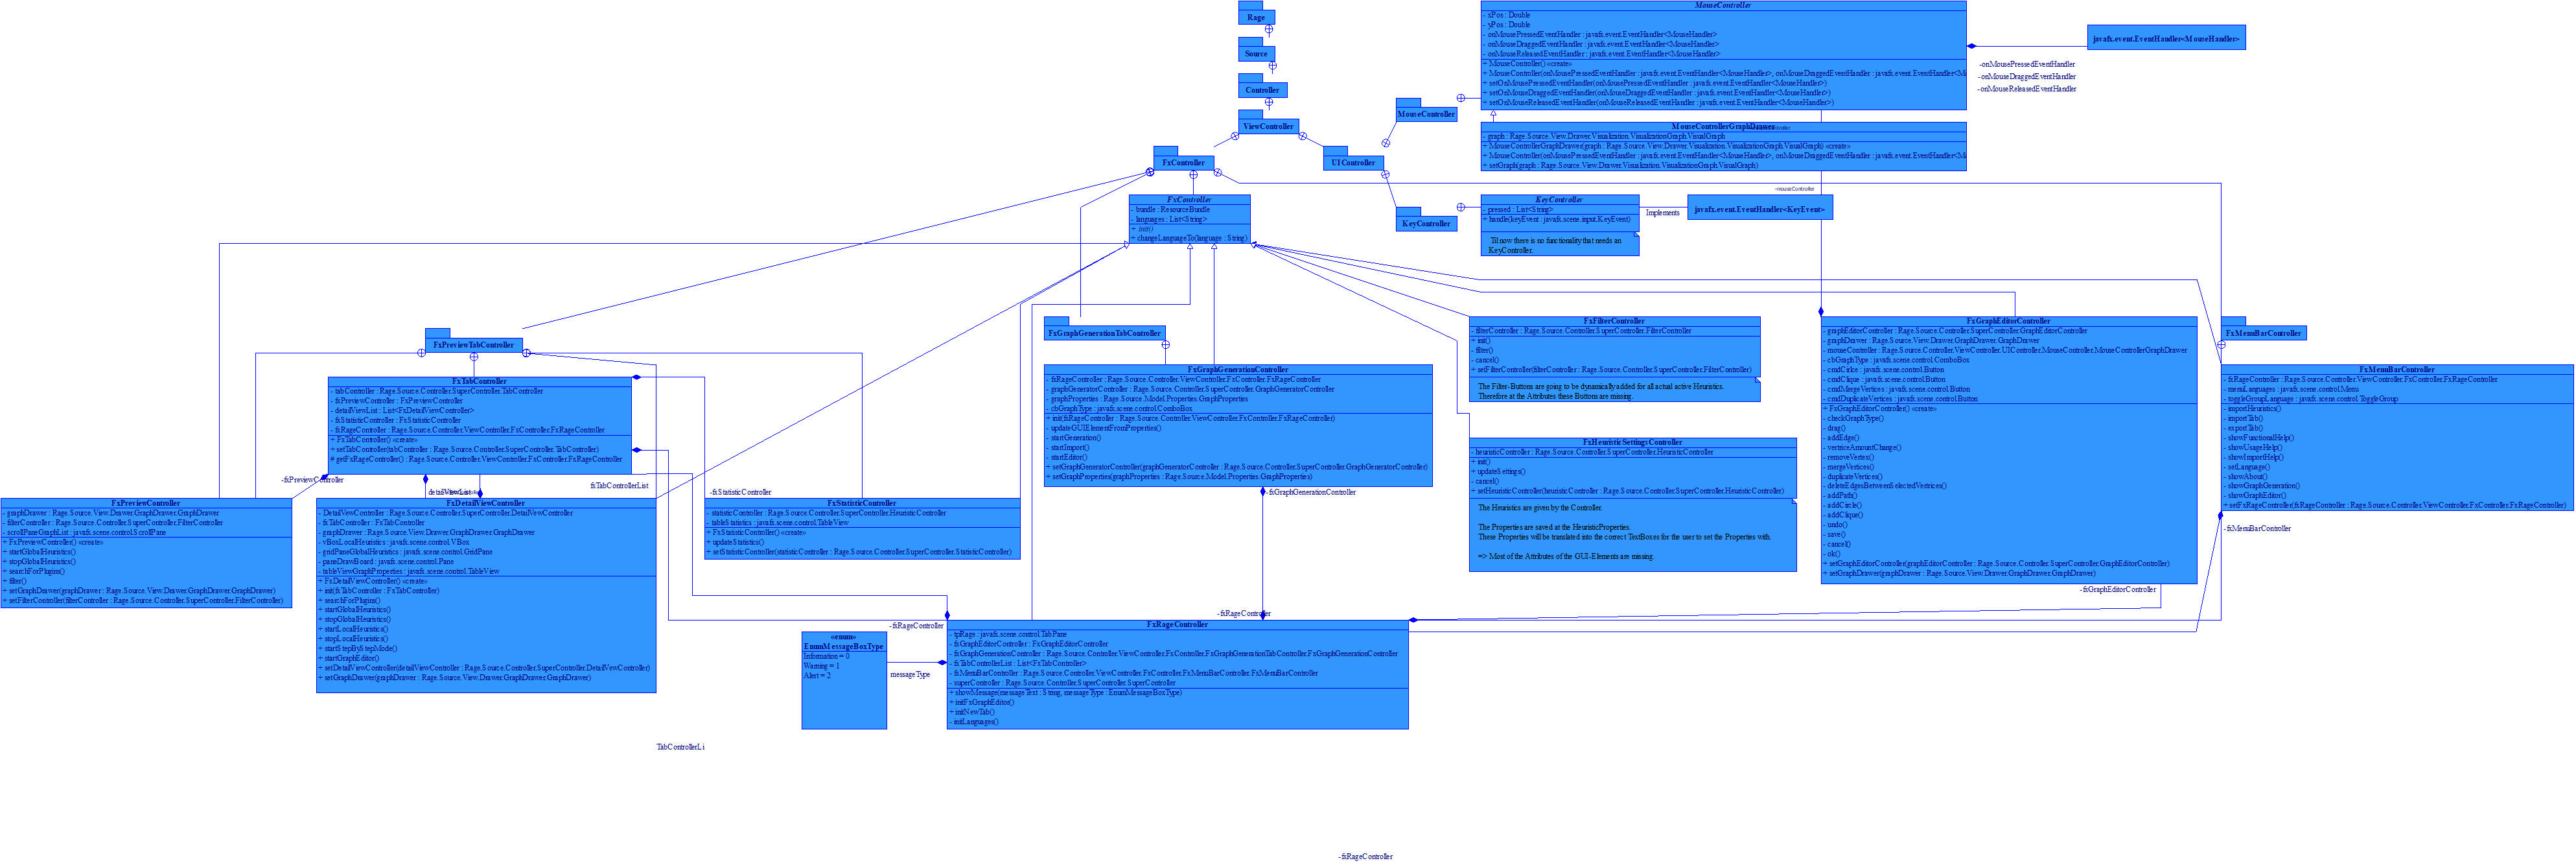 Rage
Source
Controller
ViewController
FxController
UIController
MouseController
KeyController
MouseController
- xPos : Double
- yPos : Double
- onMousePressedEventHandler : javafx.event.EventHandler<MouseHandler>
- onMouseDraggedEventHandler : javafx.event.EventHandler<MouseHandler>
- onMouseReleasedEventHandler : javafx.event.EventHandler<MouseHandler>
+ MouseController() «create»
+ MouseController(onMousePressedEventHandler : javafx.event.EventHandler<MouseHandler>, onMouseDraggedEventHandler : javafx.event.EventHandler<M
+ setOnMousePressedEventHandler(onMousePressedEventHandler : javafx.event.EventHandler<MouseHandler>)
+ setOnMouseDraggedEventHandler(onMouseDraggedEventHandler : javafx.event.EventHandler<MouseHandler>)
+ setOnMouseReleasedEventHandler(onMouseReleasedEventHandler : javafx.event.EventHandler<MouseHandler>)
javafx.event.EventHandler<MouseHandler>
-onMousePressedEventHandler
-onMouseDraggedEventHandler
-onMouseReleasedEventHandler
MouseControllerGraphDrawer
- graph : Rage.Source.View.Drawer.Visualization.VisualizationGraph.VisualGraph
+ MouseControllerGraphDrawer(graph : Rage.Source.View.Drawer.Visualization.VisualizationGraph.VisualGraph) «create»
+ MouseController(onMousePressedEventHandler : javafx.event.EventHandler<MouseHandler>, onMouseDraggedEventHandler : javafx.event.EventHandler<M
+ setGraph(graph : Rage.Source.View.Drawer.Visualization.VisualizationGraph.VisualGraph)
-mouseController
KeyController
- pressed : List<String>
+ handle(keyEvent : javafx.scene.input.KeyEvent)
Til now there is no functionality that needs an
KeyController.
Implements
javafx.event.EventHandler<KeyEvent>
FxController
- bundle : ResourceBundle
- languages : List<String>
+ init()
+ changeLanguageTo(language : String)
FxPreviewTabController
FxGraphGenerationTabController
FxMenuBarController
FxTabController
- tabController : Rage.Source.Controller.SuperController.TabController
- fxPreviewController : FxPreviewController
- detailViewList : List<FxDetailViewController>
- fxStatisticController : FxStatisticController
- fxRageController : Rage.Source.Controller.ViewController.FxController.FxRageController
+ FxTabController() «create»
+ setTabController(tabController : Rage.Source.Controller.SuperController.TabController)
# getFxRageController() : Rage.Source.Controller.ViewController.FxController.FxRageController
-fxPreviewController
fxTabControllerList
-fxStatisticController
FxPreviewController
- graphDrawer : Rage.Source.View.Drawer.GraphDrawer.GraphDrawer
- filterController : Rage.Source.Controller.SuperController.FilterController
- scrollPaneGraphList : javafx.scene.control.ScrollPane
+ FxPreviewController() «create»
+ startGlobalHeuristics()
+ stopGlobalHeuristics()
+ searchForPlugins()
+ filter()
+ setGraphDrawer(graphDrawer : Rage.Source.View.Drawer.GraphDrawer.GraphDrawer)
+ setFilterController(filterController : Rage.Source.Controller.SuperController.FilterController)
FxDetailViewController
- DetailViewController : Rage.Source.Controller.SuperController.DetailViewController
- fxTabController : FxTabController
- graphDrawer : Rage.Source.View.Drawer.GraphDrawer.GraphDrawer
- vBoxLocalHeuristics : javafx.scene.control.VBox
- gridPaneGlobalHeuristics : javafx.scene.control.GridPane
- paneDrawBoard : javafx.scene.control.Pane
- tableViewGraphProperties : javafx.scene.control.TableView
+ FxDetailViewController() «create»
+ init(fxTabController : FxTabController)
+ searchForPlugins()
+ startGlobalHeuristics()
+ stopGlobalHeuristics()
+ startLocalHeuristics()
+ stopLocalHeuristics()
+ startStepByStepMode()
+ startGraphEditor()
+ setDetailViewController(detailViewController : Rage.Source.Controller.SuperController.DetailViewController)
+ setGraphDrawer(graphDrawer : Rage.Source.View.Drawer.GraphDrawer.GraphDrawer)
FxStatisticController
- statisticController : Rage.Source.Controller.SuperController.HeuristicController
- tableStatistics : javafx.scene.control.TableView
+ FxStatisticController() «create»
+ updateStatistics()
+ setStatisticController(statisticController : Rage.Source.Controller.SuperController.StatisticController)
FxGraphGenerationController
- fxRageController : Rage.Source.Controller.ViewController.FxController.FxRageController
- graphGeneratorController : Rage.Source.Controller.SuperController.GraphGeneratorController
- graphProperties : Rage.Source.Model.Properties.GraphProperties
- cbGraphType : javafx.scene.control.ComboBox
+ init(fxRageController : Rage.Source.Controller.ViewController.FxController.FxRageController)
- updateGUIElementFromProperties()
- startGeneration()
- startImport()
- startEditor()
+ setGraphGeneratorController(graphGeneratorController : Rage.Source.Controller.SuperController.GraphGeneratorController)
+ setGraphProperties(graphProperties : Rage.Source.Model.Properties.GraphProperties)
-fxGraphGenerationController
FxFilterController
- filterController : Rage.Source.Controller.SuperController.FilterController
+ init()
- filter()
- cancel()
+ setFilterController(filterController : Rage.Source.Controller.SuperController.FilterController)
The Filter-Buttons are going to be dynamically added for all actual active Heuristics.
Therefore at the Attributes these Buttons are missing.
FxHeuristicSettingsController
- heuristicController : Rage.Source.Controller.SuperController.HeuristicController
+ init()
+ updateSettings()
- cancel()
+ setHeuristicController(heuristicController : Rage.Source.Controller.SuperController.HeuristicController)
The Heuristics are given by the Controller.
The Properties are saved at the HeuristicProperties.
These Properties will be translated into the correct TextBoxes for the user to set the Properties with.
=> Most of the Attributes of the GUI-Elements are missing.
FxGraphEditorController
- graphEditorController : Rage.Source.Controller.SuperController.GraphEditorController
- graphDrawer : Rage.Source.View.Drawer.GraphDrawer.GraphDrawer
- mouseController : Rage.Source.Controller.ViewController.UIController.MouseController.MouseControllerGraphDrawer
- cbGraphType : javafx.scene.control.ComboBox
- cmdCirlce : javafx.scene.control.Button
- cmdClique : javafx.scene.control.Button
- cmdMergeVertices : javafx.scene.control.Button
- cmdDuplicateVertices : javafx.scene.control.Button
+ FxGraphEditorController() «create»
- checkGraphType()
- drag()
- addEdge()
- vertriceAmountChange()
- removeVertex()
- mergeVertices()
- duplicateVertices()
- deleteEdgesBetweenSelectedVertices()
- addPath()
- addCircle()
- addClique()
- undo()
- save()
- cancel()
- ok()
+ setGraphEditorController(graphEditorController : Rage.Source.Controller.SuperController.GraphEditorController)
+ setGraphDrawer(graphDrawer : Rage.Source.View.Drawer.GraphDrawer.GraphDrawer)
-fxGraphEditorController
FxMenuBarController
- fxRageController : Rage.Source.Controller.ViewController.FxController.FxRageController
- menuLanguages : javafx.scene.control.Menu
- toggleGroupLanguage : javafx.scene.control.ToggleGroup
- importHeuristics()
- importTab()
- exportTab()
- showFunctionalHelp()
- showUsageHelp()
- showImportHelp()
- setLanguage()
- showAbout()
- showGraphGeneration()
- showGraphEditor()
+ setFxRageController(fxRageController : Rage.Source.Controller.ViewController.FxController.FxRageController)
-fxMenuBarController
-fxRageController
-fxRageController
«enum»
EnumMessageBoxType
Information = 0
Warning = 1
Alert = 2
messageType
FxRageController
- tpRage : javafx.scene.control.TabPane
- fxGraphEditorController : FxGraphEditorController
- fxGraphGenerationController : Rage.Source.Controller.ViewController.FxController.FxGraphGenerationTabController.FxGraphGenerationController
- fxTabControllerList : List<FxTabController>
- fxMenuBarController : Rage.Source.Controller.ViewController.FxController.FxMenuBarController.FxMenuBarController
- superController : Rage.Source.Controller.SuperController.SuperController
+ showMessage(messageText : String, messageType : EnumMessageBoxType)
+ initFxGraphEditor()
+ initNewTab()
- initLanguages()
TabControllerLi
-fxRageController